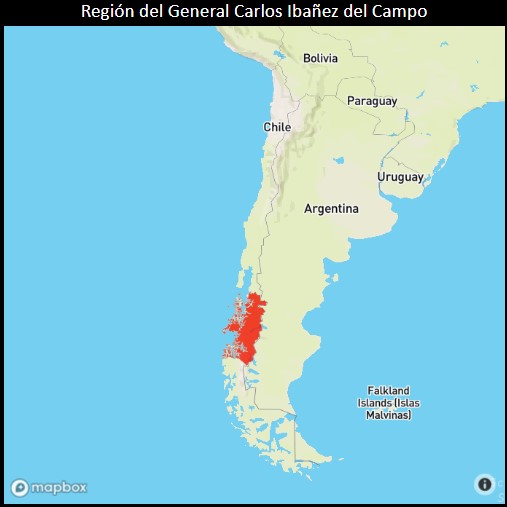 Región del General Carlos Ibañez del Campo
Bolivia
Paraguay
Chile
Uruguay
Argentina
Falkland
Islands (Islas
Malvinas)
mapbox
i